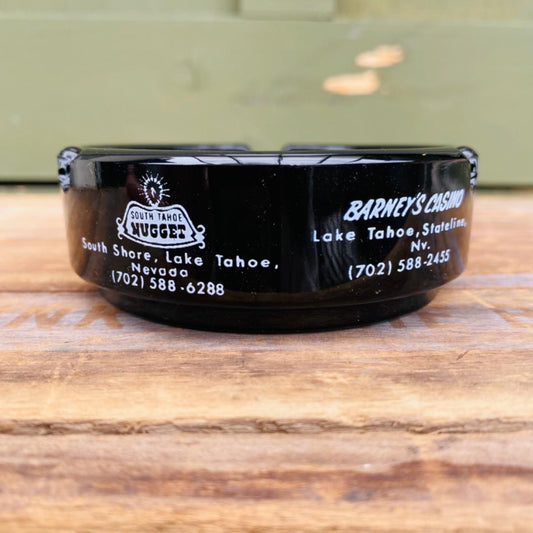 SOUTH TAHOE
NUGGET
South Shore, Lake Tahoe,
Nevada
(702) 588-6288
BARNEY'S CASINO
Lake Tahoe, Stateline,
Nv.
(702) 588-2455